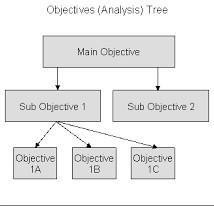 Objectives (Analysis) Tree
Main Objective
Sub Objective 1
Sub Objective 2
Objective
1A
Objective
1B
Objective
1C